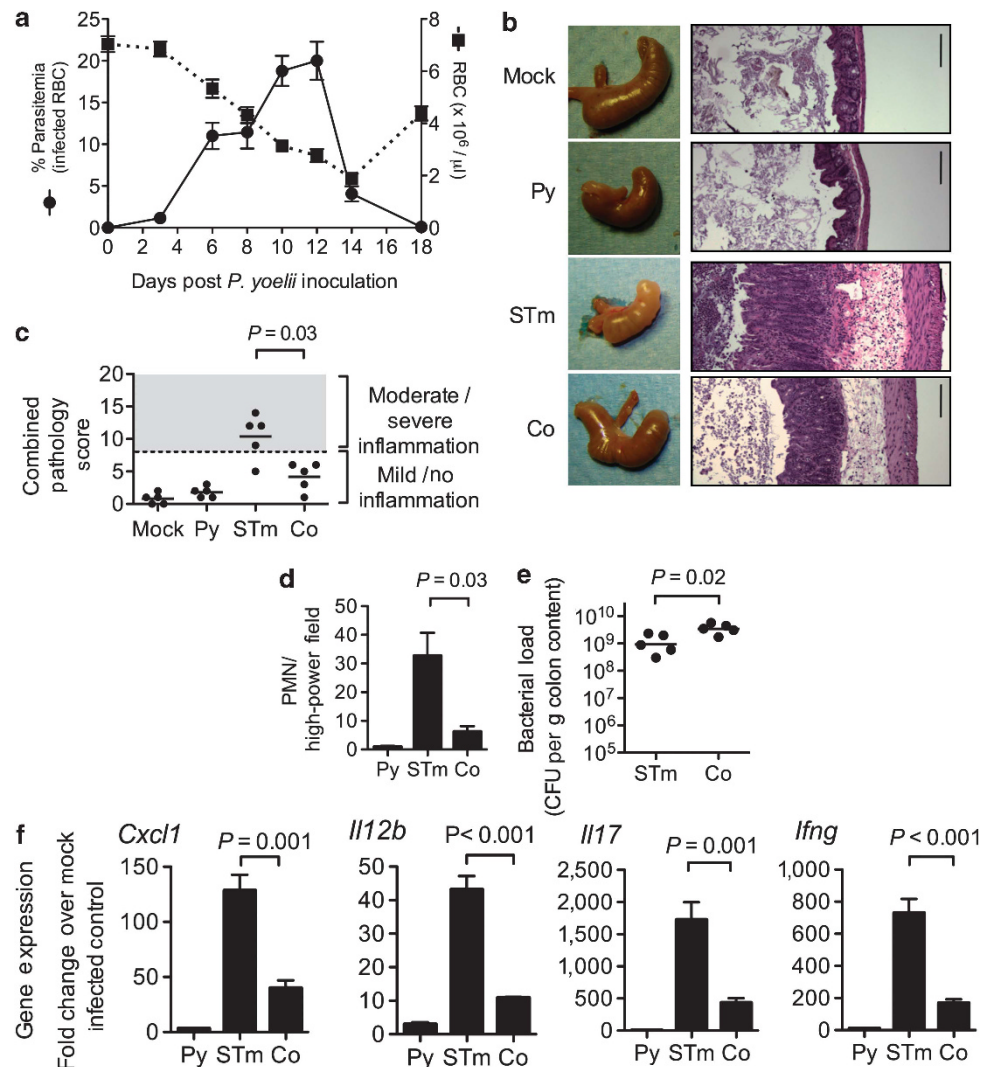 a
25
20
15
10
5
0
% Parasitemia
(infected RBC)
8
6
4
2
0
RBC
(x 10⁶ / µl)
0 2 4 6 8 10 12 14 16 18
Days post P. yoelii inoculation
b
Mock
Py
STm
Co
c
P = 0.03
20
15
10
5
0
Combined
pathology
score
Moderate /
severe
inflammation
Mild /no
inflammation
Mock Py STm Co
d
P = 0.03
50
40
30
20
10
0
PMN/
high-power field
Py STm Co
e
P = 0.02
10¹⁰
10⁹
10⁸
10⁷
10⁶
10⁵
Bacterial load
(CFU per g colon content)
STm Co
f
Gene expression
Fold change over mock
infected control
Cxcl1
P = 0.001
150
100
50
0
Py STm Co
Il12b
P< 0.001
50
40
30
20
10
0
Py STm Co
Il17
P = 0.001
2,500
2,000
1,500
1,000
500
0
Py STm Co
Ifng
P < 0.001
1,000
800
600
400
200
0
Py STm Co